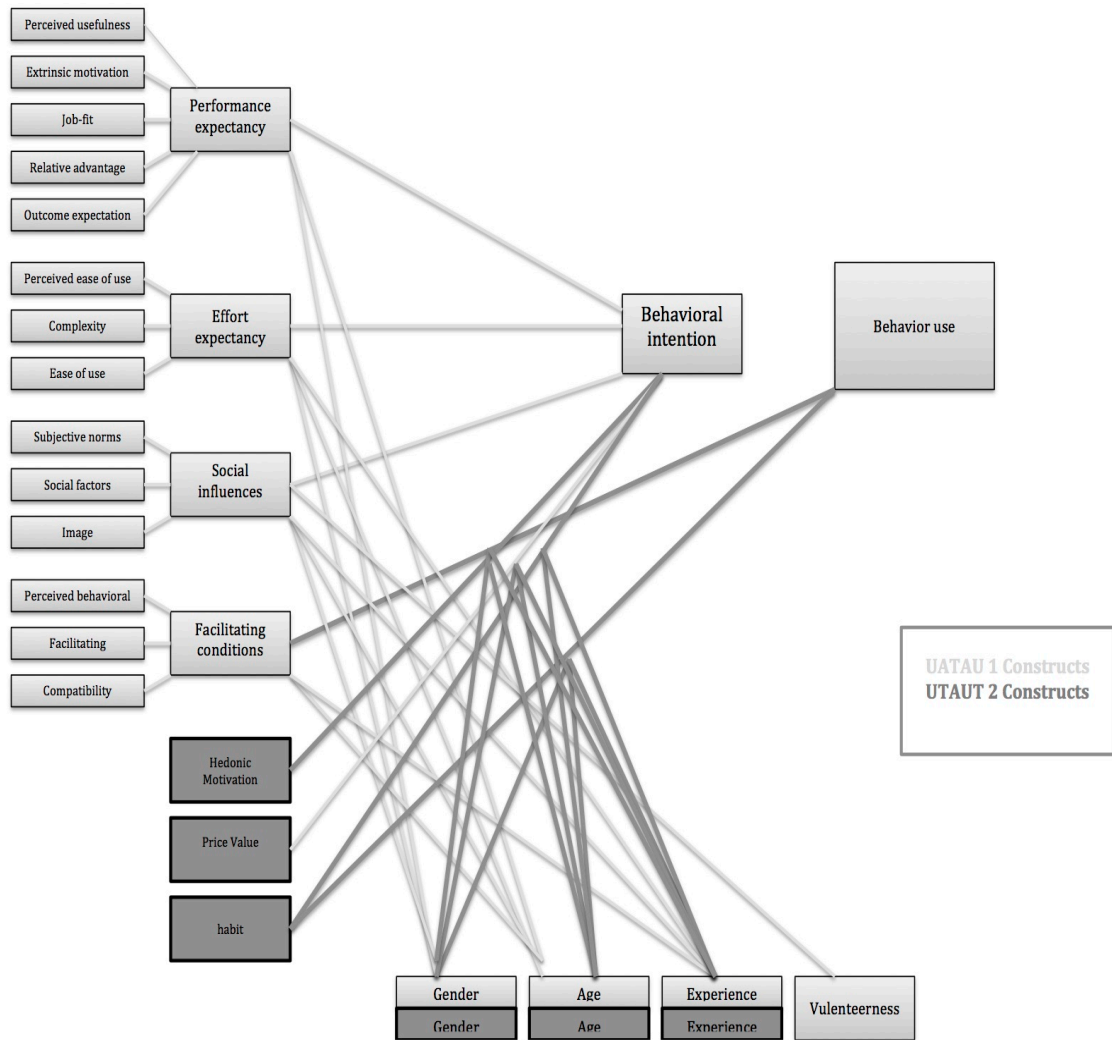 Perceived usefulness
Extrinsic motivation
Job-fit
Relative advantage
Outcome expectation
Performance
expectancy
Perceived ease of use
Complexity
Ease of use
Effort
expectancy
Subjective norms
Social factors
Image
Social
influences
Perceived behavioral
Facilitating
Compatibility
Facilitating
conditions
Hedonic
Motivation
Price Value
habit
Behavioral
intention
Behavior use
UATAU 1 Constructs
UTAUT 2 Constructs
Gender
Age
Experience
Gender
Age
Experience
Vulenteerness